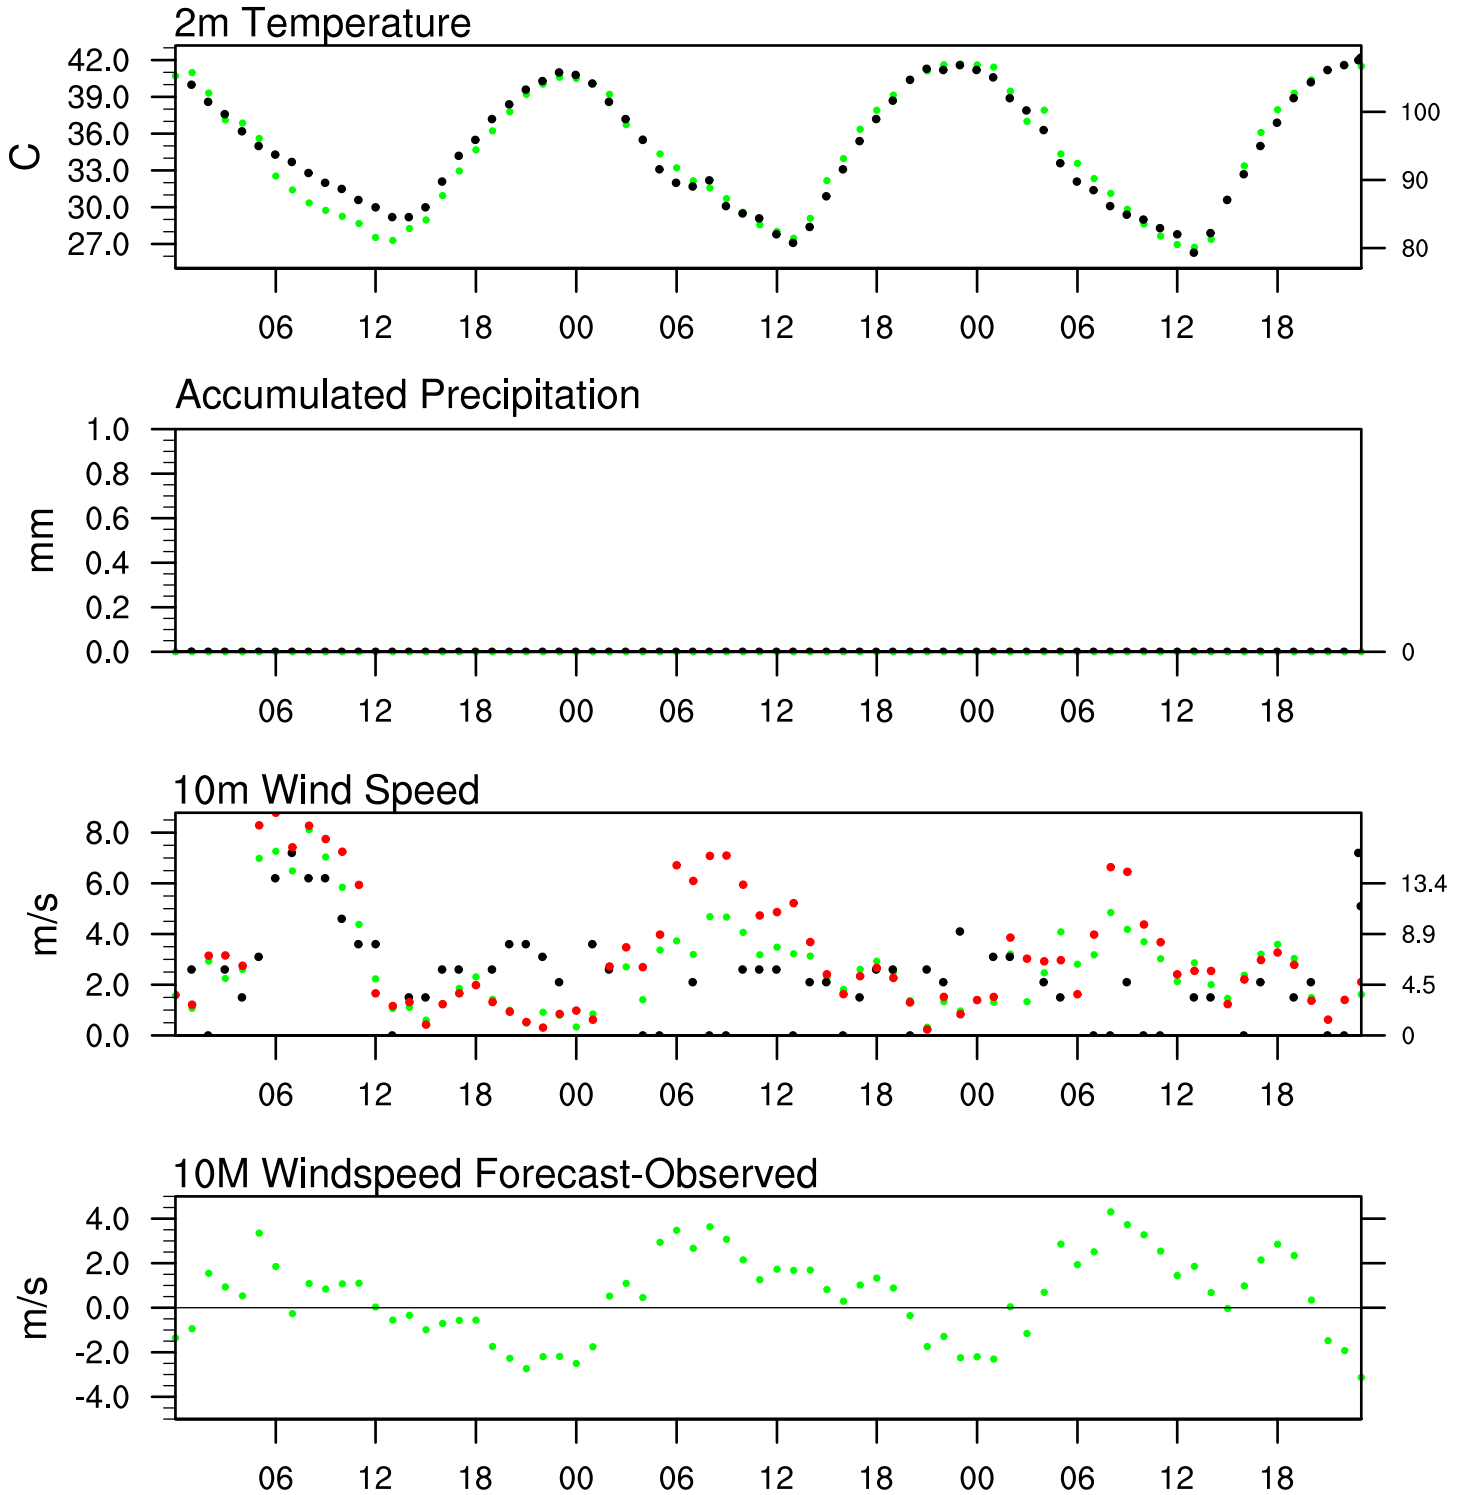 2m Temperature
42.0
39.0
36.0
33.0
30.0
27.0
C
100
90
80
06 12 18 00 06 12 18 00 06 12 18
Accumulated Precipitation
1.0
0.8
0.6
0.4
0.2
0.0
mm
0
06 12 18 00 06 12 18 00 06 12 18
10m Wind Speed
8.0
6.0
4.0
2.0
0.0
m/s
13.4
8.9
4.5
0
06 12 18 00 06 12 18 00 06 12 18
10M Windspeed Forecast-Observed
4.0
2.0
0.0
-2.0
-4.0
m/s
06 12 18 00 06 12 18 00 06 12 18